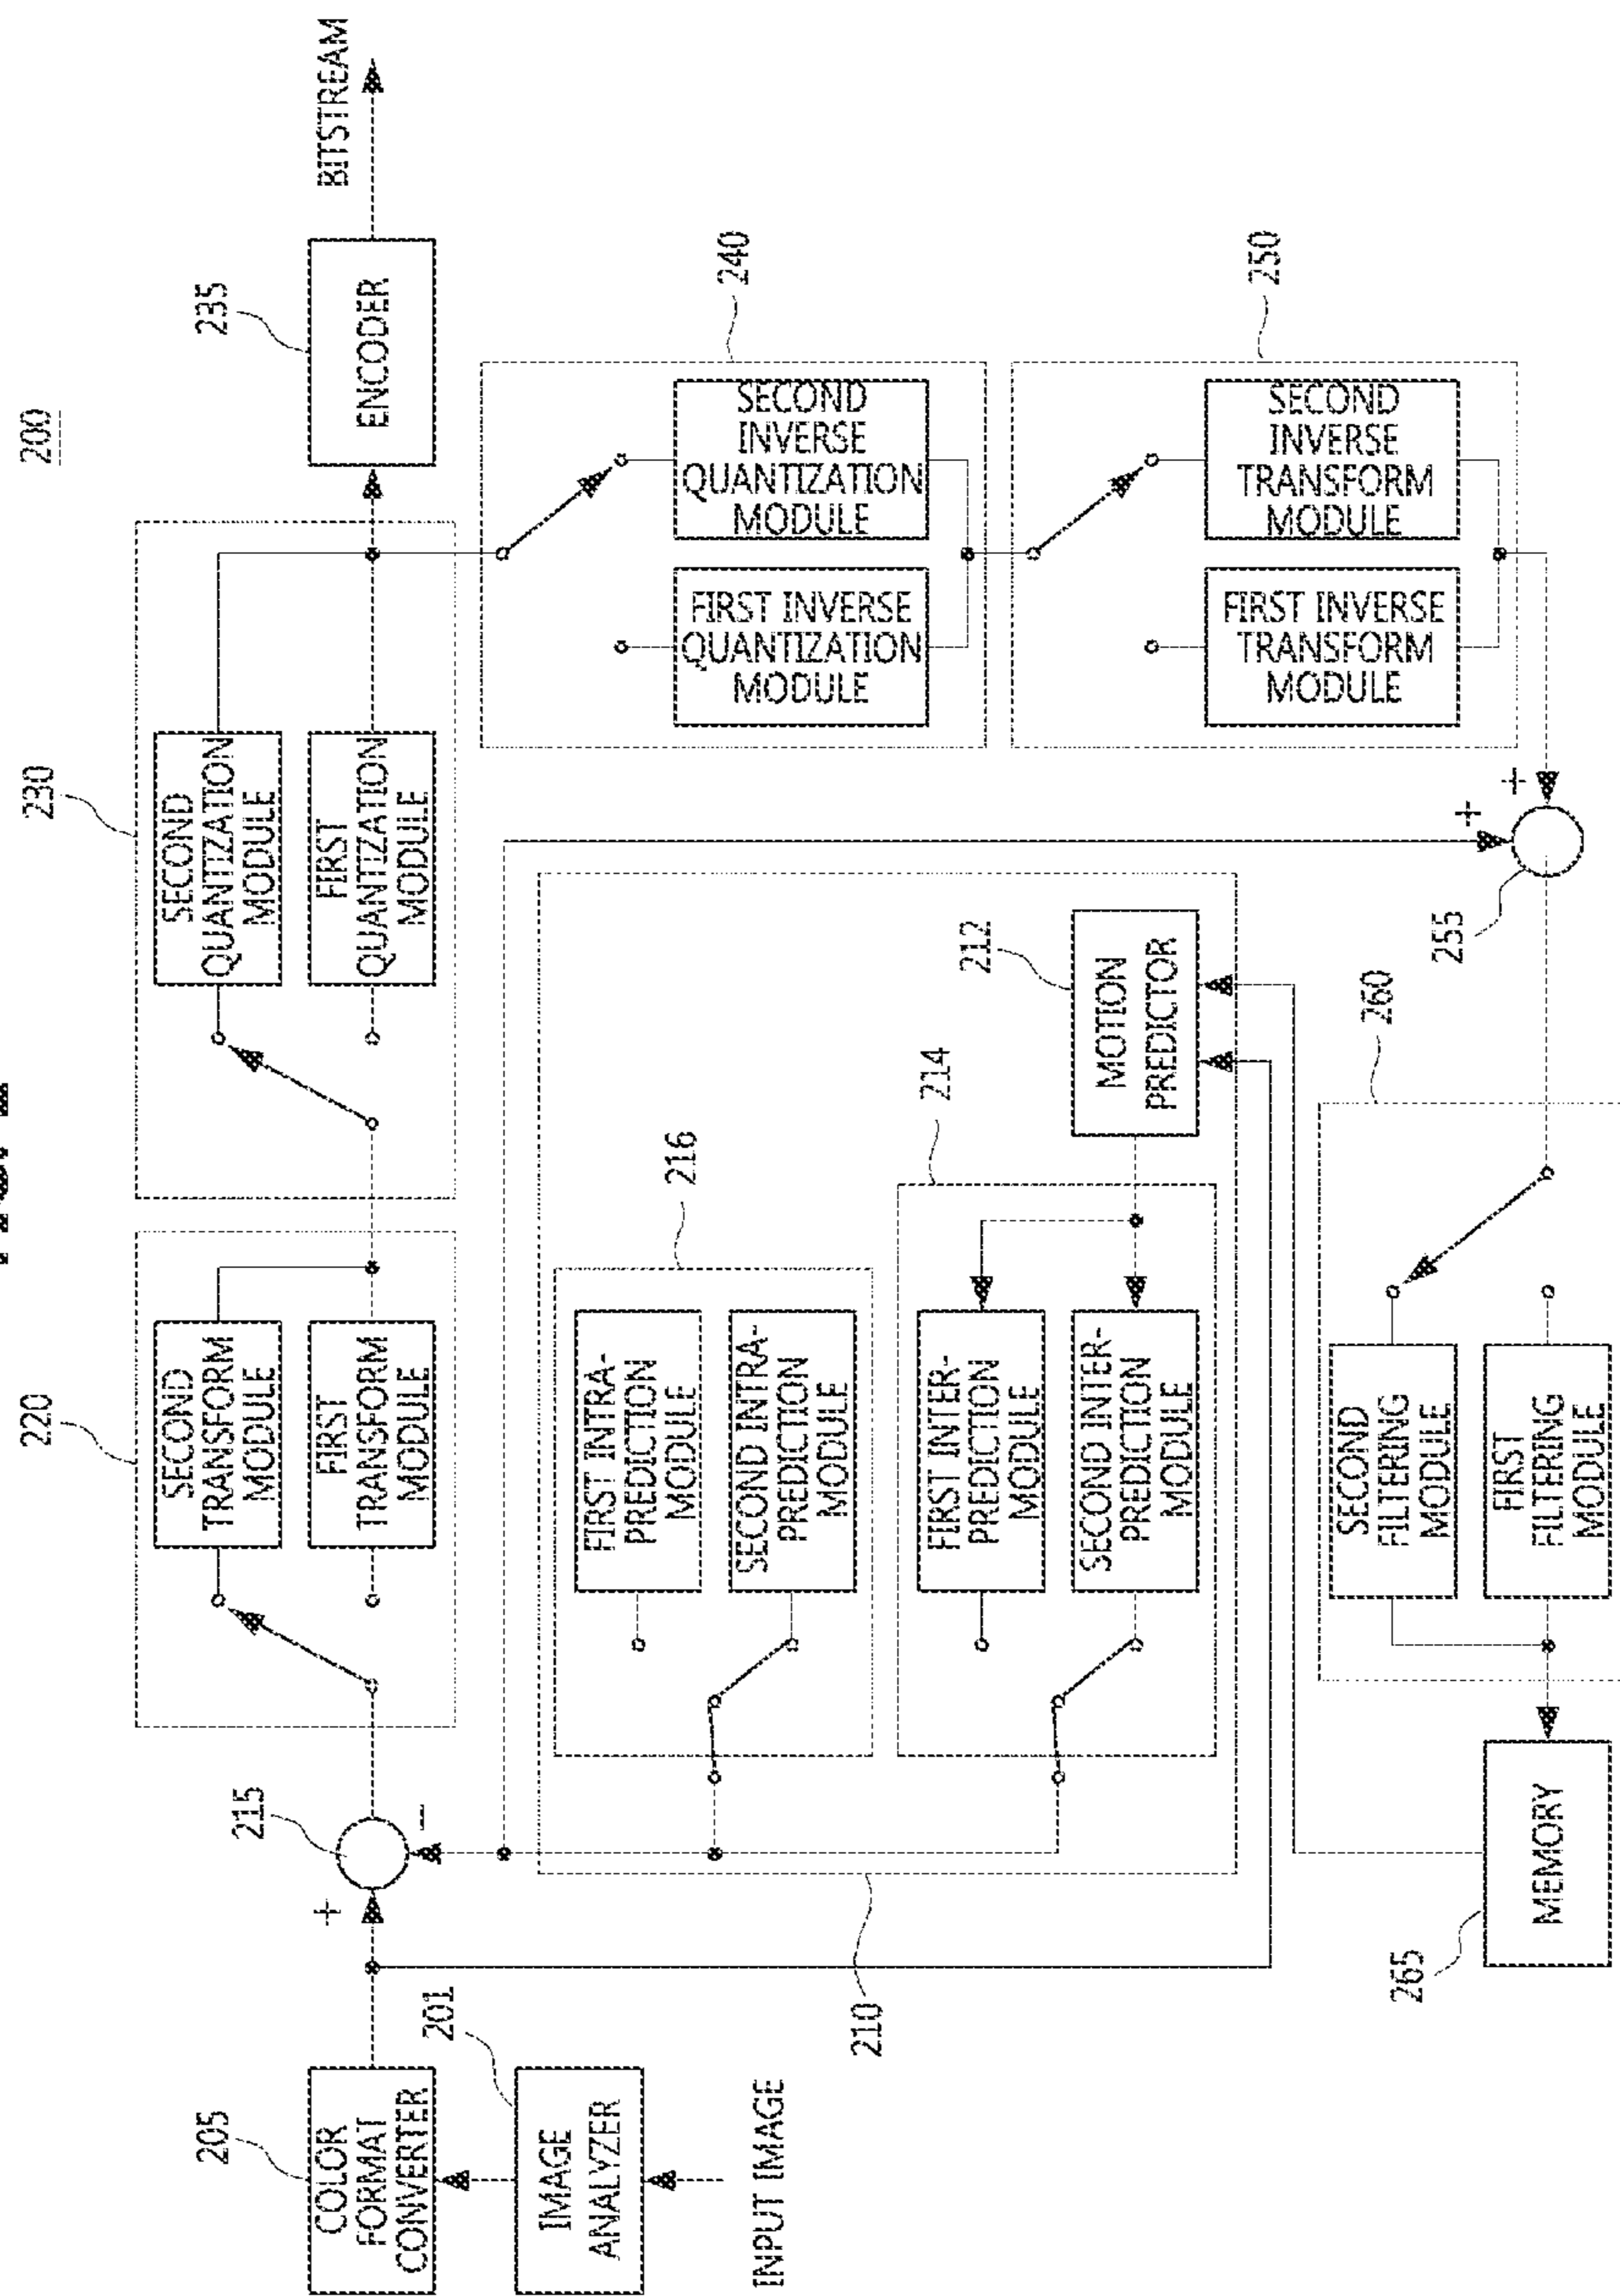 200
220
230
235
SECOND
TRANSFORM
MODULE
FIRST
TRANSFORM
MODULE
SECOND
QUANTIZATION
MODULE
FIRST
QUANTIZATION
MODULE
ENCODER
BITSTREAM
205
COLOR
FORMAT
CONVERTER
201
IMAGE
ANALYZER
INPUT IMAGE
215
+
−
210
216
FIRST INTRA-
PREDICTION
MODULE
SECOND INTRA-
PREDICTION
MODULE
214
FIRST INTER-
PREDICTION
MODULE
SECOND INTER-
PREDICTION
MODULE
212
MOTION
PREDICTOR
240
SECOND
INVERSE
QUANTIZATION
MODULE
FIRST INVERSE
QUANTIZATION
MODULE
250
SECOND
INVERSE
TRANSFORM
MODULE
FIRST INVERSE
TRANSFORM
MODULE
+
+
255
260
SECOND
FILTERING
MODULE
FIRST
FILTERING
MODULE
265
MEMORY